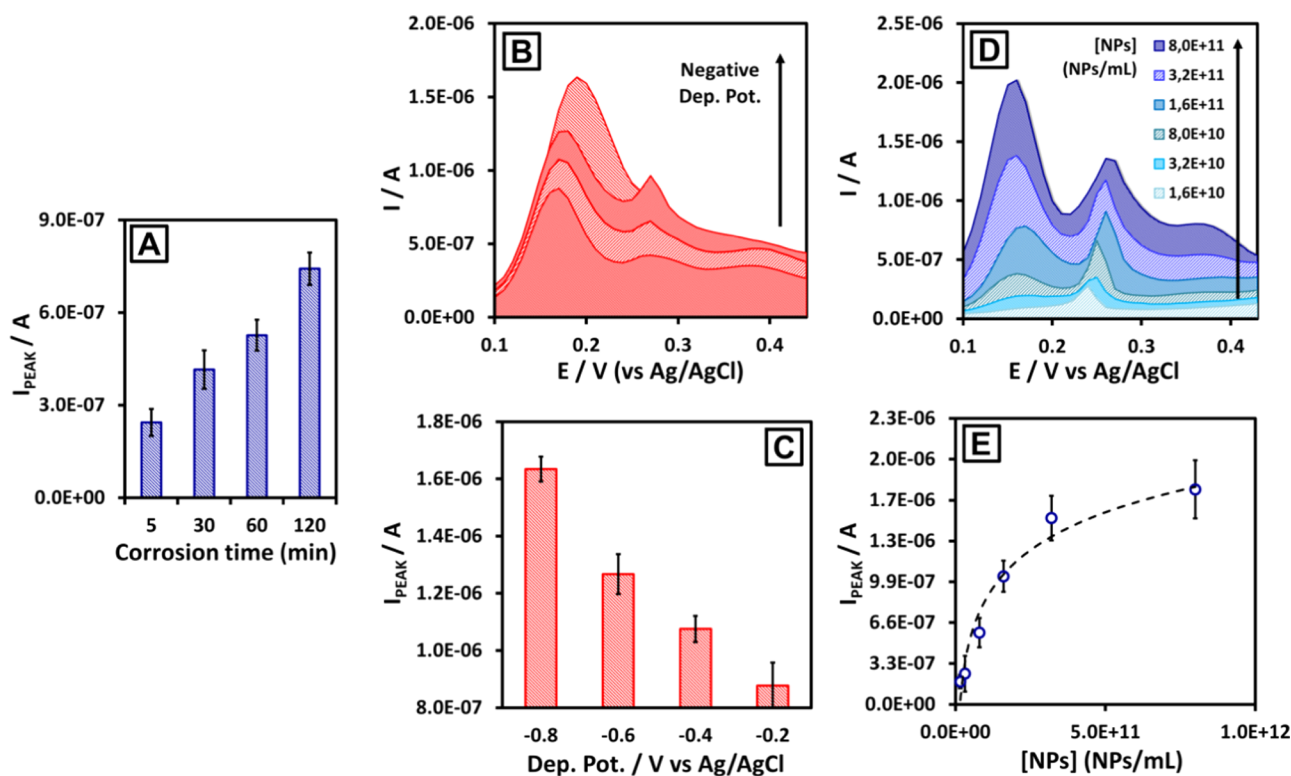 A
9.0E-07
6.0E-07
3.0E-07
0.0E+00
I PEAK / A
5 30 60 120
Corrosion time (min)
B
2.0E-06
1.5E-06
1.0E-06
5.0E-07
0.0E+00
I / A
Negative
Dep. Pot.
0.1 0.2 0.3 0.4
E / V (vs Ag/AgCl)
C
1.8E-06
1.6E-06
1.4E-06
1.2E-06
1.0E-06
8.0E-07
I PEAK / A
-0.8 -0.6 -0.4 -0.2
Dep. Pot. / V vs Ag/AgCl
D
2.5E-06
2.0E-06
1.5E-06
1.0E-06
5.0E-07
0.0E+00
I / A
[NPs]
(NPs/mL)
8,0E+11
3,2E+11
1,6E+11
8,0E+10
3,2E+10
1,6E+10
0.1 0.2 0.3 0.4
E / V vs Ag/AgCl
E
2.3E-06
2.0E-06
1.7E-06
1.3E-06
9.9E-07
6.6E-07
3.3E-07
0.0E+00
I PEAK / A
0.0E+00 5.0E+11 1.0E+12
[NPs] (NPs/mL)